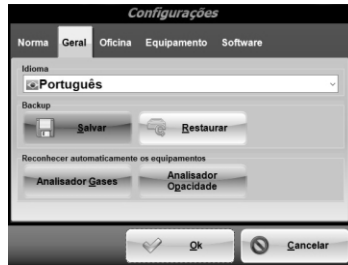 Configurações
Norma Geral Oficina Equipamento Software
Idioma
Português
Backup
Salvar Restaurar
Reconhecer automaticamente os equipamentos
Analisador Gases Analisador
Opacidade
Ok Cancelar